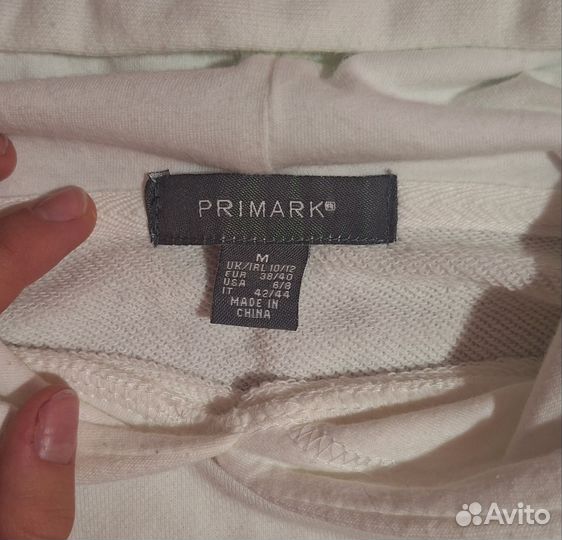 PRIMARK®
M
UK/IRL 10/12
EUR 38/40
USA 6/8
IT 42/44
MADE IN
CHINA
Avito